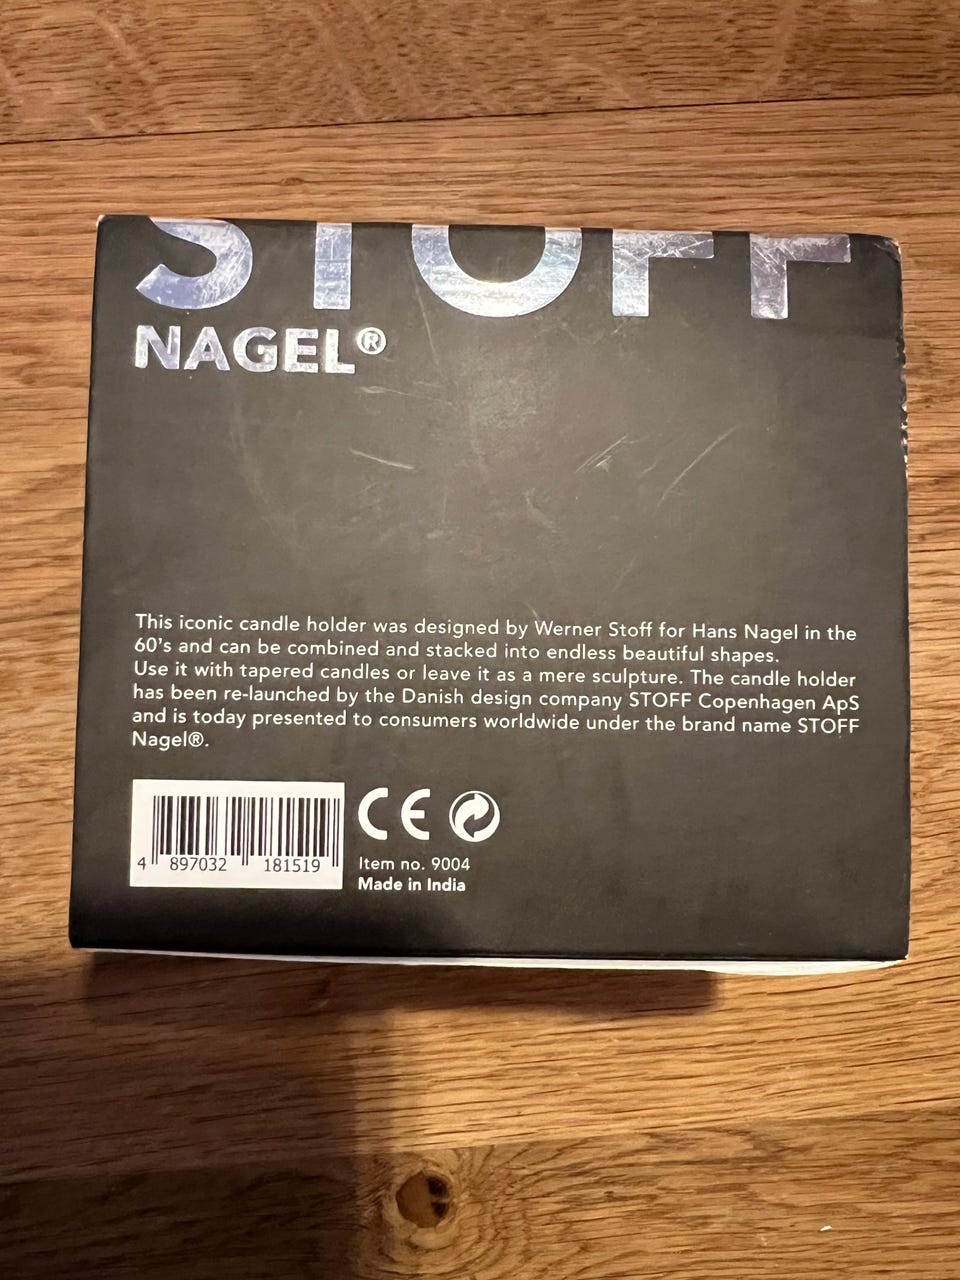 STOFF
NAGEL®
This iconic candle holder was designed by Werner Stoff for Hans Nagel in the
60's and can be combined and stacked into endless beautiful shapes.
Use it with tapered candles or leave it as a mere sculpture. The candle holder
has been re-launched by the Danish design company STOFF Copenhagen ApS
and is today presented to consumers worldwide under the brand name STOFF
Nagel®.
CE
4 897032 181519
Item no. 9004
Made in India